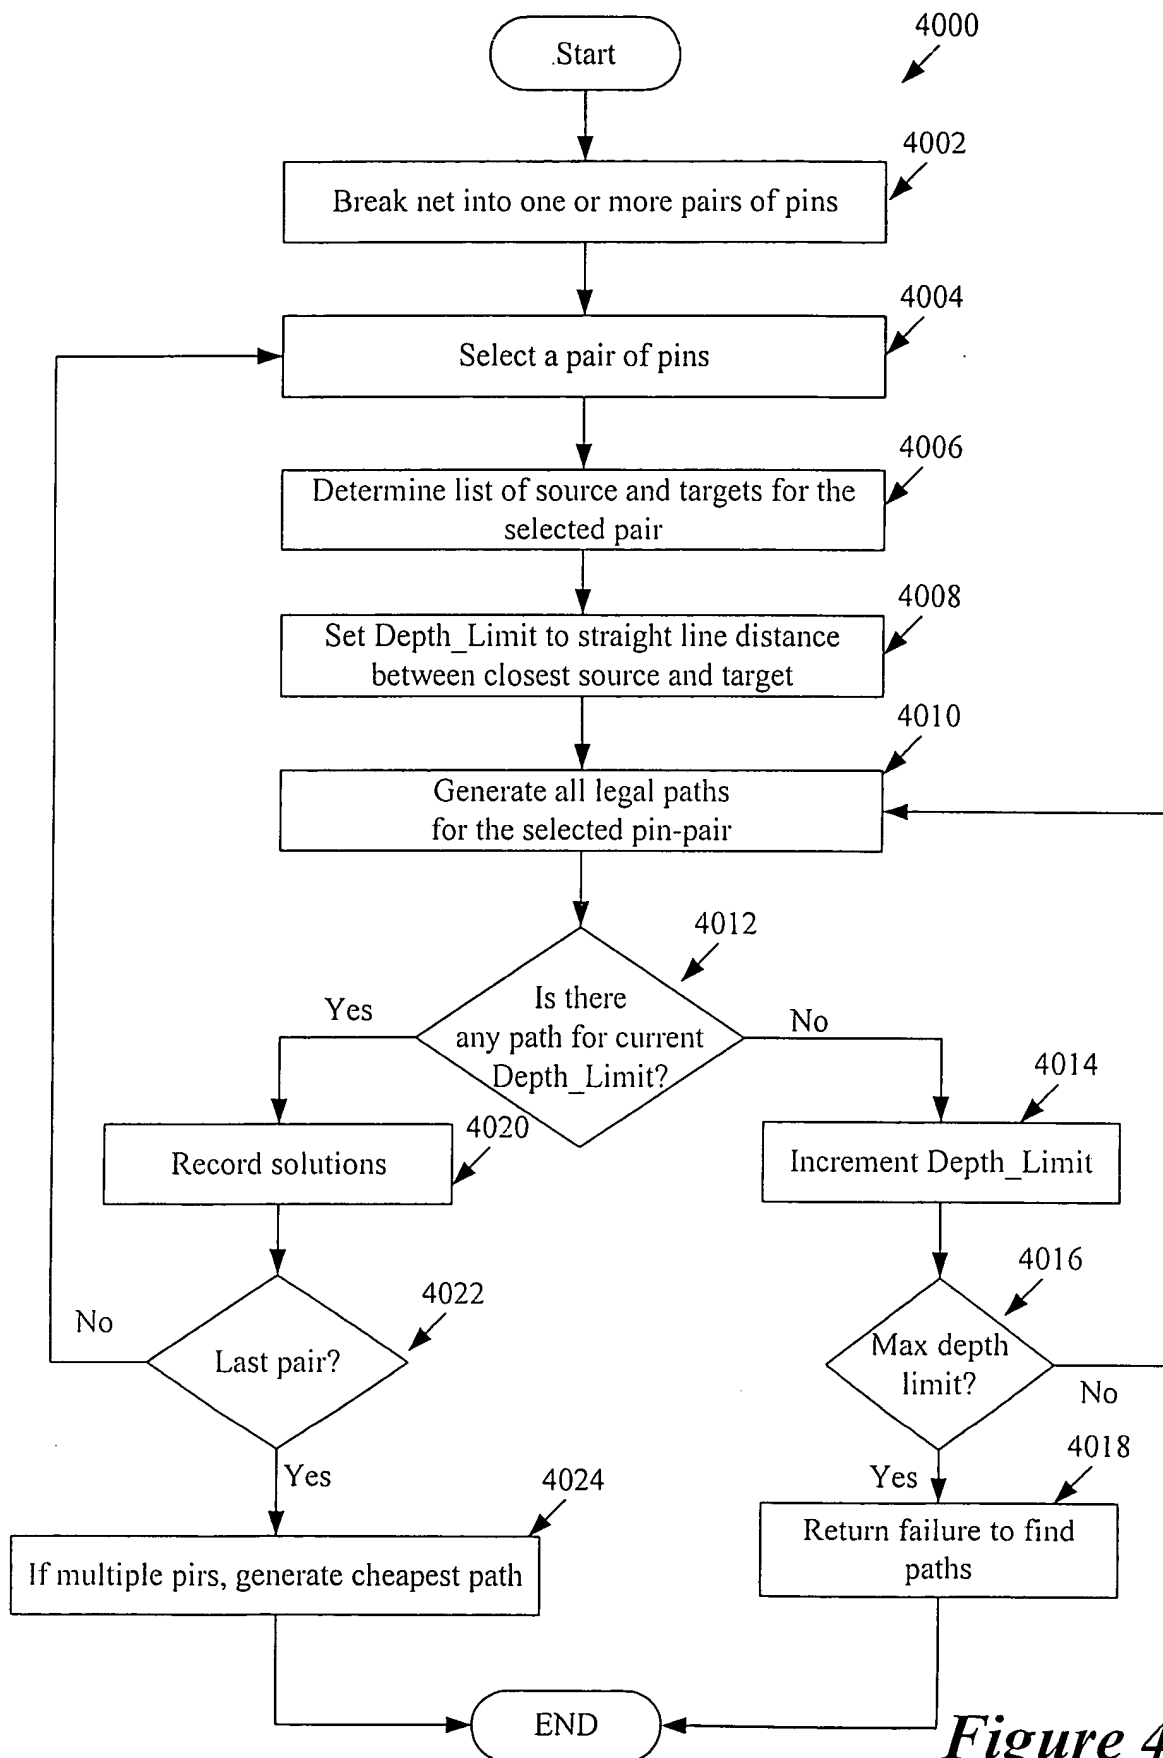 4000
.Start
4002
Break net into one or more pairs of pins
4004
Select a pair of pins
4006
Determine list of source and targets for the
selected pair
4008
Set Depth_Limit to straight line distance
between closest source and target
4010
Generate all legal paths
for the selected pin-pair
4012
Is there
any path for current
Depth_Limit?
Yes
No
4014
4020
Record solutions
Increment Depth_Limit
4016
4022
No
Last pair?
Max depth
limit?
No
Yes
4018
Yes
4024
Return failure to find
paths
If multiple pirs, generate cheapest path
END
Figure 4